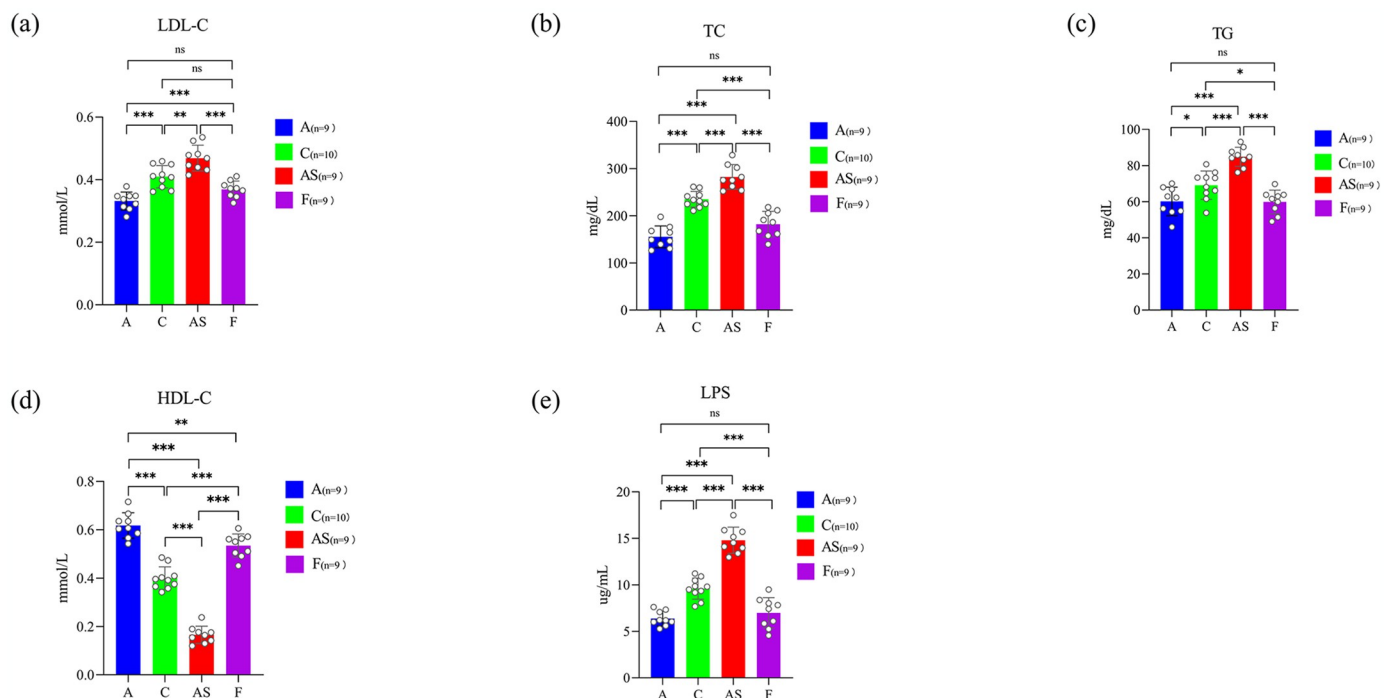 (a)
LDL-C
ns
ns
***
*** ** ***
0.6
0.4
0.2
0.0
mmol/L
A C AS F
A(n=9)
C(n=10)
AS(n=9)
F(n=9)
(b)
TC
ns
***
***
*** *** ***
400
300
200
100
0
mg/dL
A C AS F
A(n=9)
C(n=10)
AS(n=9)
F(n=9)
(c)
TG
ns
*
***
* *** ***
100
80
60
40
20
0
mg/dL
A C AS F
A(n=9)
C(n=10)
AS(n=9)
F(n=9)
(d)
HDL-C
**
***
*** ***
***
***
0.8
0.6
0.4
0.2
0.0
mmol/L
A C AS F
A(n=9)
C(n=10)
AS(n=9)
F(n=9)
(e)
LPS
ns
***
***
*** *** ***
20
15
10
5
0
ug/mL
A C AS F
A(n=9)
C(n=10)
AS(n=9)
F(n=9)